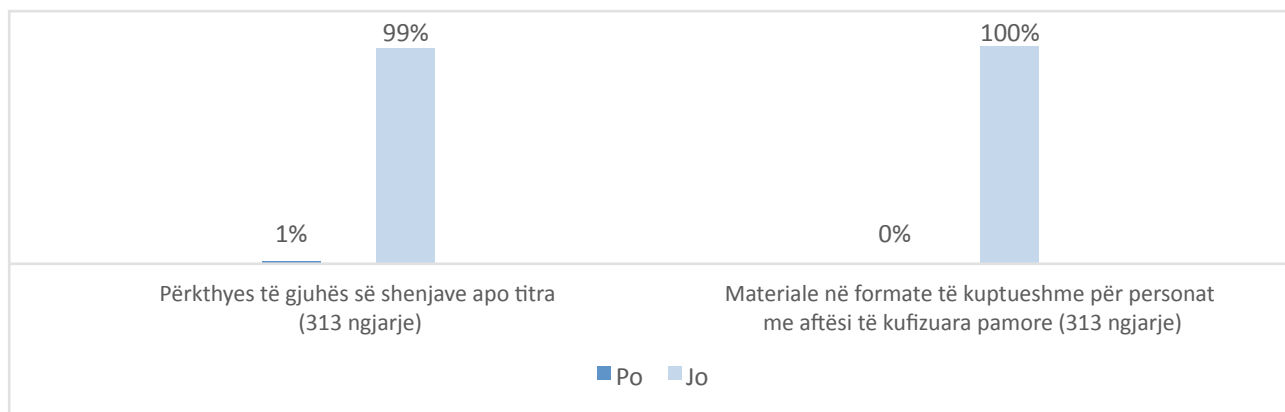 99%
100%
1%
0%
Përkthyes të gjuhës së shenjave apo titra
(313 ngjarje)
Materiale në formate të kuptueshme për personat
me aftësi të kufizuara pamore (313 ngjarje)
Po
Jo